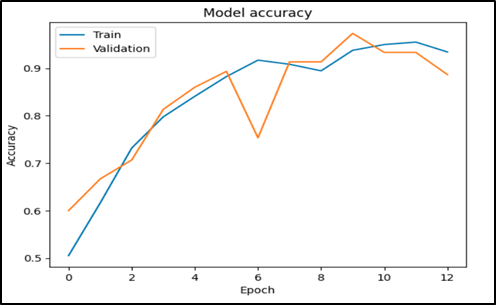 Model accuracy
Train
Validation
0.9
0.8
0.7
0.6
0.5
Accuracy
0 2 4 6 8 10 12
Epoch